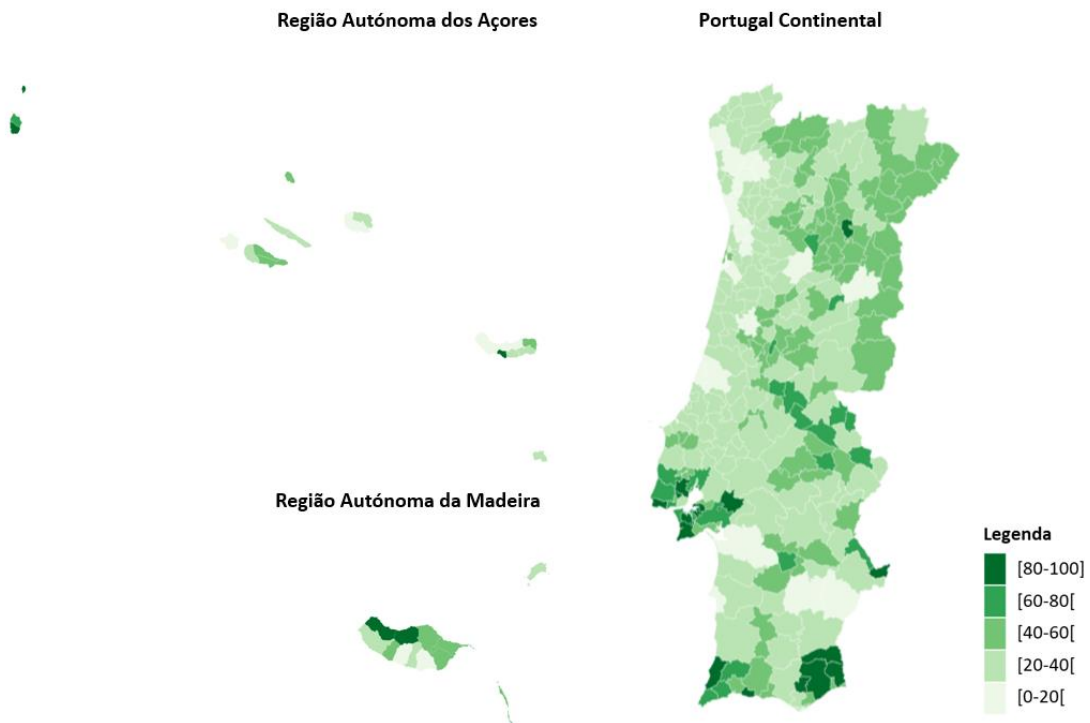 Região Autónoma dos Açores
Portugal Continental
Região Autónoma da Madeira
Legenda
[80-100]
[60-80[
[40-60[
[20-40[
[0-20[